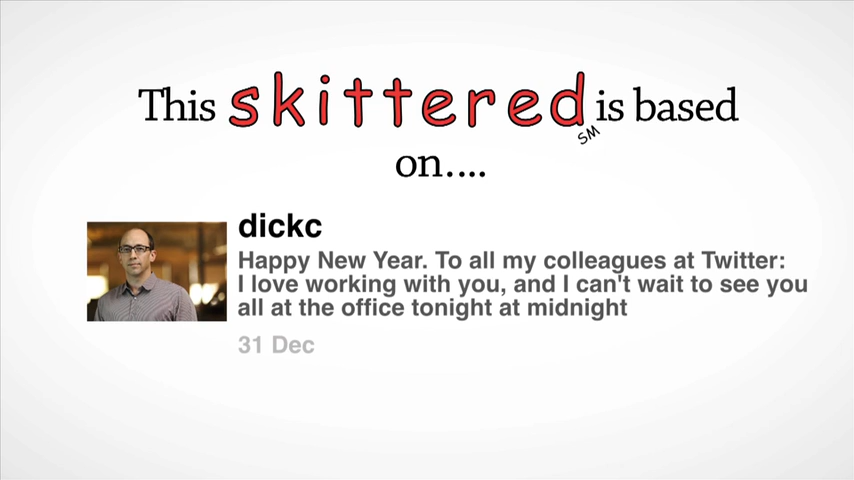 This skittered SM is based
on....
dickc
Happy New Year. To all my colleagues at Twitter:
I love working with you, and I can't wait to see you
all at the office tonight at midnight
31 Dec